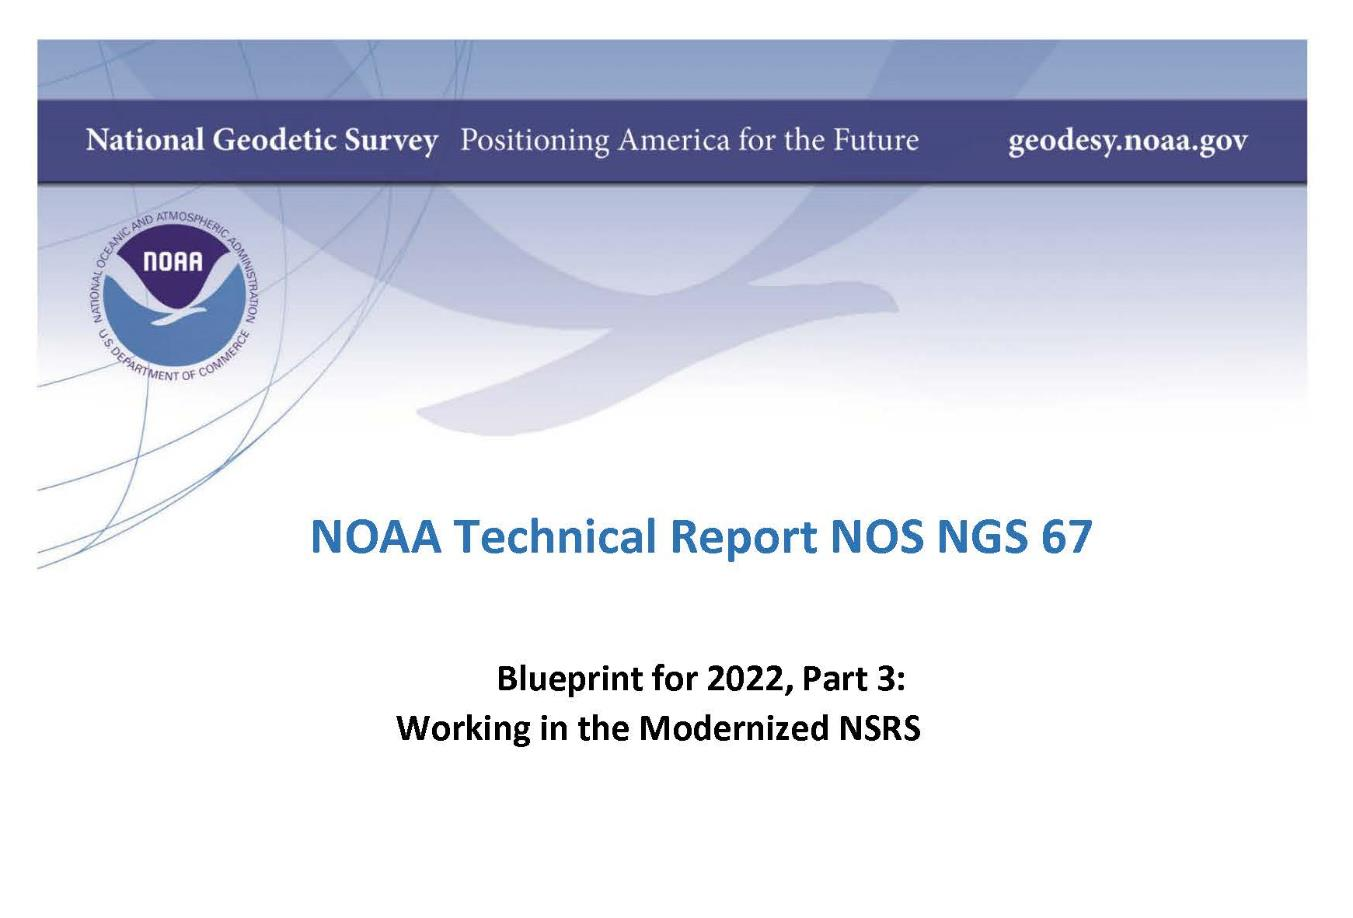 National Geodetic Survey Positioning America for the Future geodesy.noaa.gov
NATIONAL OCEANIC AND ATMOSPHERIC ADMINISTRATION
NOAA
U.S. DEPARTMENT OF COMMERCE
NOAA Technical Report NOS NGS 67
Blueprint for 2022, Part 3:
Working in the Modernized NSRS